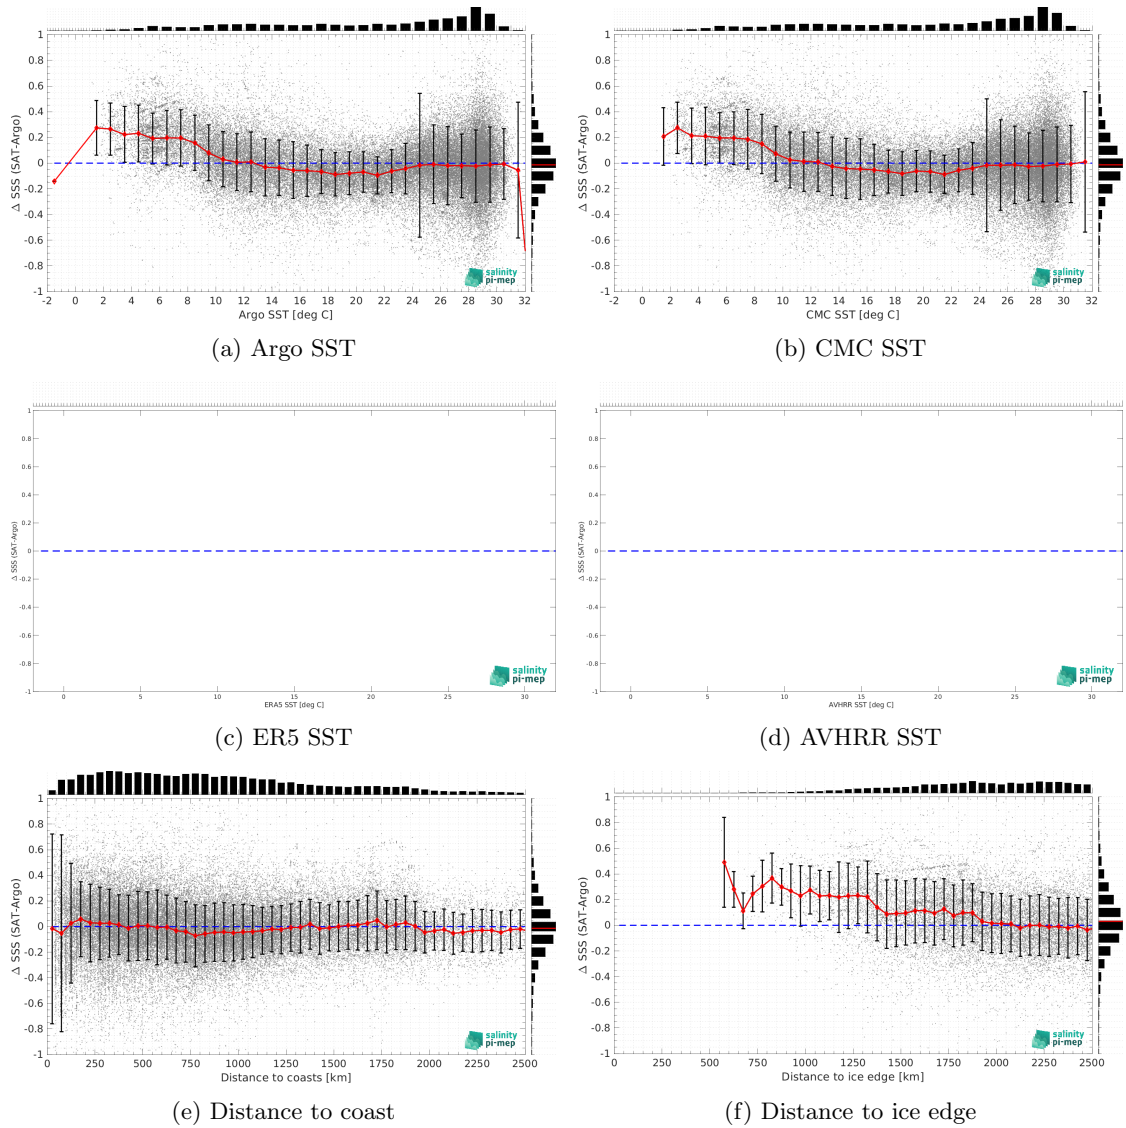 1
0.8
0.6
0.4
0.2
0
-0.2
-0.4
-0.6
-0.8
-1
Δ SSS (SAT-Argo)
-2 0 2 4 6 8 10 12 14 16 18 20 22 24 26 28 30 32
Argo SST [deg C]
salinity
pi-mep
(a) Argo SST
1
0.8
0.6
0.4
0.2
0
-0.2
-0.4
-0.6
-0.8
-1
Δ SSS (SAT-Argo)
-2 0 2 4 6 8 10 12 14 16 18 20 22 24 26 28 30 32
CMC SST [deg C]
salinity
pi-mep
(b) CMC SST
1
0.8
0.6
0.4
0.2
0
-0.2
-0.4
-0.6
-0.8
-1
Δ SSS (SAT-Argo)
0 5 10 15 20 25 30
ERA5 SST [deg C]
salinity
pi-mep
(c) ER5 SST
1
0.8
0.6
0.4
0.2
0
-0.2
-0.4
-0.6
-0.8
-1
Δ SSS (SAT-Argo)
0 5 10 15 20 25 30
AVHRR SST [deg C]
salinity
pi-mep
(d) AVHRR SST
1
0.8
0.6
0.4
0.2
0
-0.2
-0.4
-0.6
-0.8
-1
Δ SSS (SAT-Argo)
0 250 500 750 1000 1250 1500 1750 2000 2250 2500
Distance to coasts [km]
salinity
pi-mep
(e) Distance to coast
1
0.8
0.6
0.4
0.2
0
-0.2
-0.4
-0.6
-0.8
-1
Δ SSS (SAT-Argo)
0 250 500 750 1000 1250 1500 1750 2000 2250 2500
Distance to ice edge [km]
salinity
pi-mep
(f) Distance to ice edge